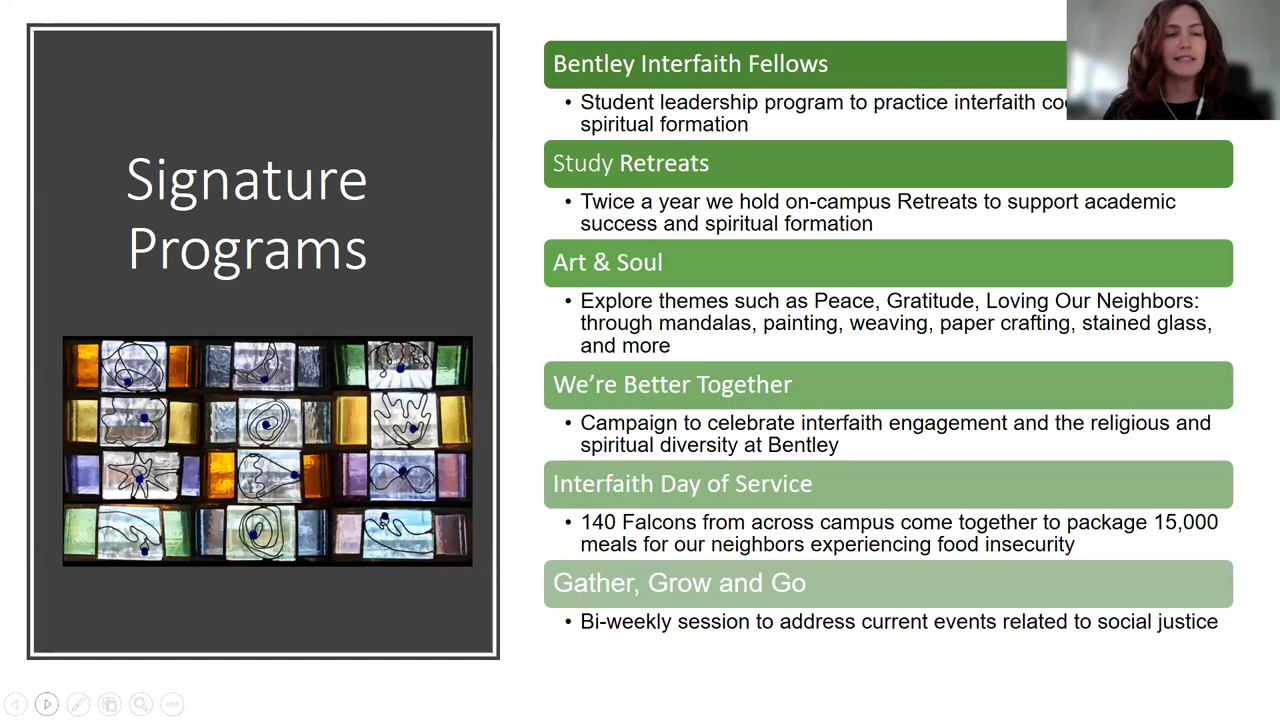 Signature
Programs
Bentley Interfaith Fellows
• Student leadership program to practice interfaith
spiritual formation
Study Retreats
• Twice a year we hold on-campus Retreats to support academic
success and spiritual formation
Art & Soul
• Explore themes such as Peace, Gratitude, Loving Our Neighbors:
through mandalas, painting, weaving, paper crafting, stained glass,
and more
We’re Better Together
• Campaign to celebrate interfaith engagement and the religious and
spiritual diversity at Bentley
Interfaith Day of Service
• 140 Falcons from across campus come together to package 15,000
meals for our neighbors experiencing food insecurity
Gather, Grow and Go
• Bi-weekly session to address current events related to social justice